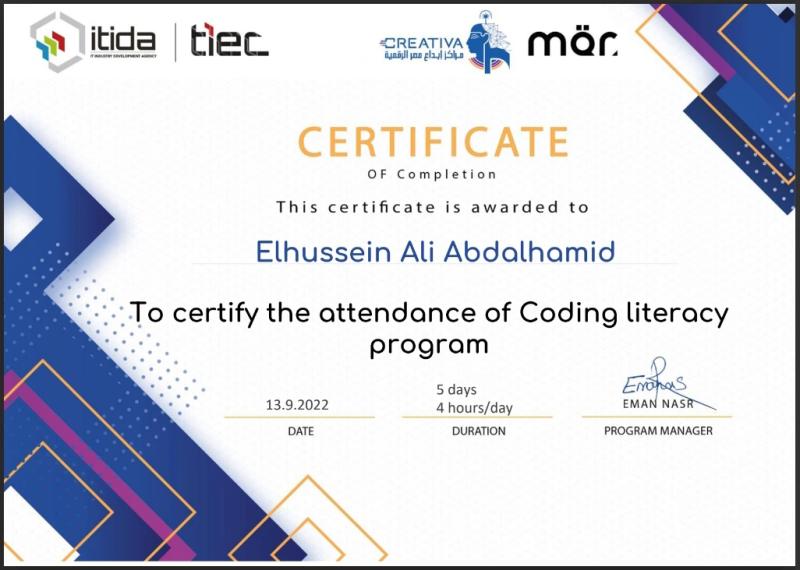 itida
IT INDUSTRY DEVELOPMENT AGENCY
tiec
CREATIVA
مراكز إبداع مصر الرقمية
mär.
CERTIFICATE
OF Completion
This certificate is awarded to
Elhussein Ali Abdalhamid
To certify the attendance of Coding literacy
program
13.9.2022
DATE
5 days
4 hours/day
DURATION
EMAN NASR
PROGRAM MANAGER